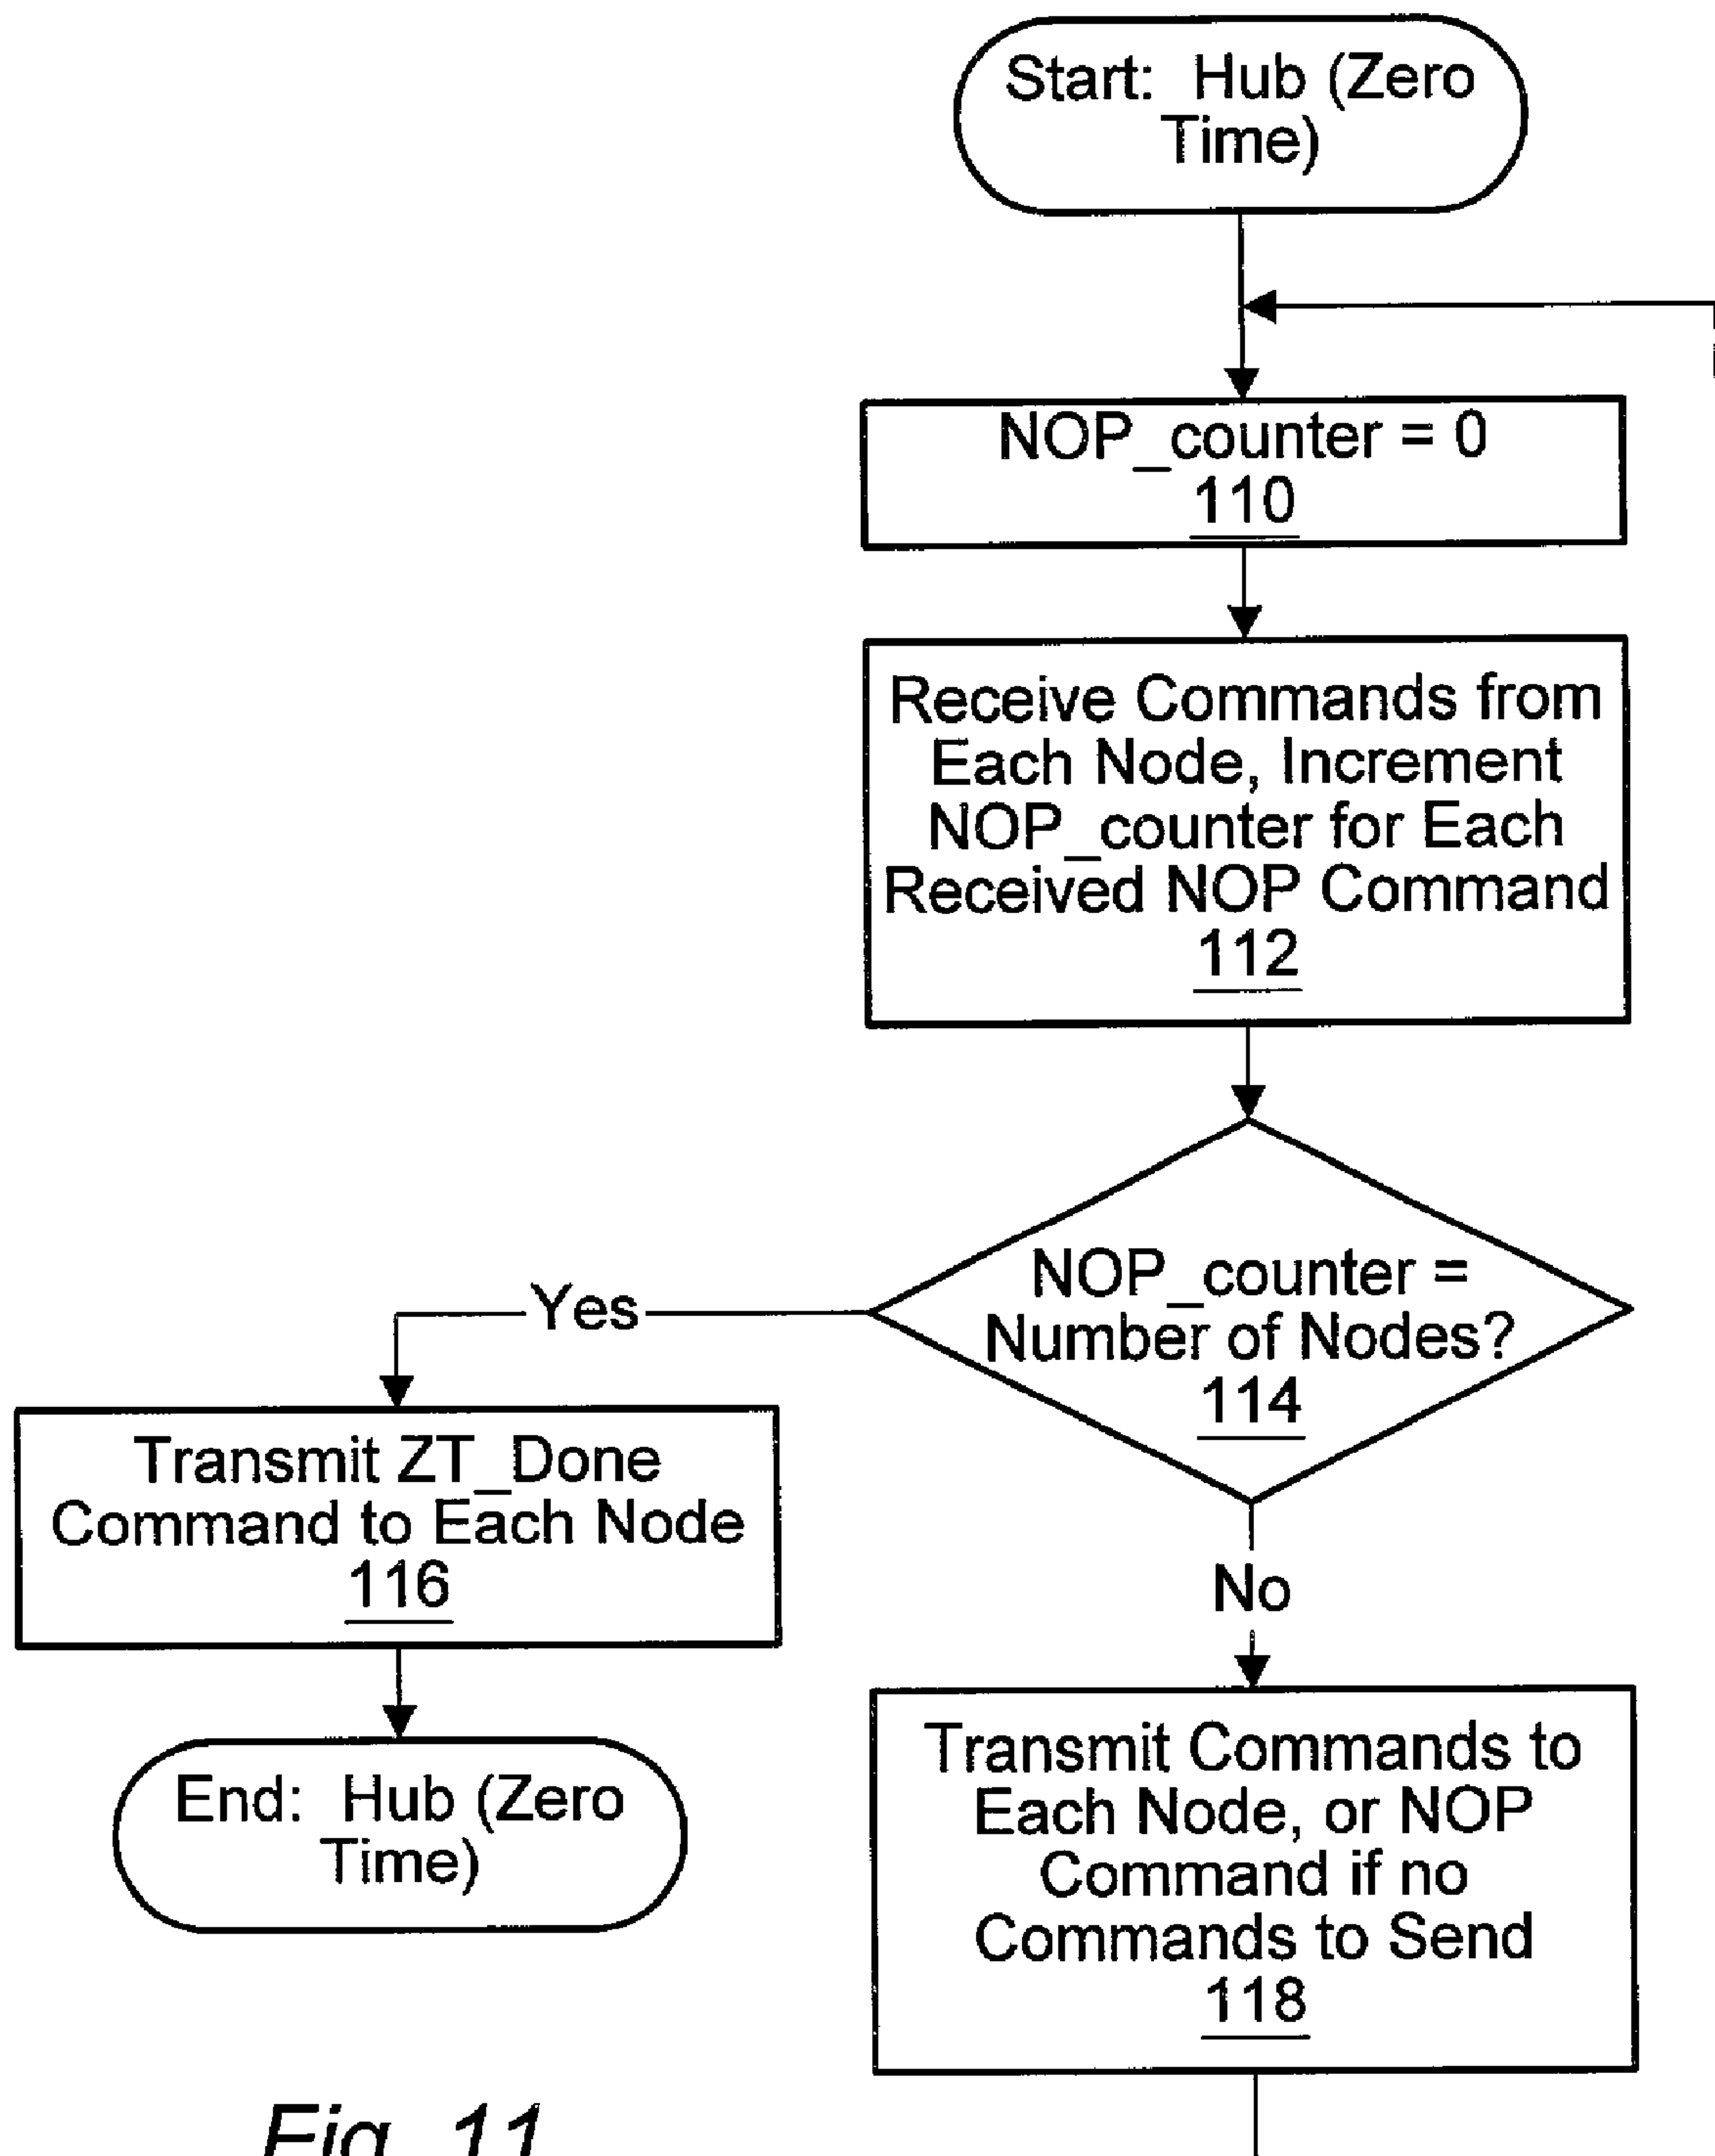 Start: Hub (Zero
Time)
NOP_counter = 0
110
Receive Commands from
Each Node, Increment
NOP_counter for Each
Received NOP Command
112
NOP_counter =
Number of Nodes?
114
Yes
Transmit ZT_Done
Command to Each Node
116
End: Hub (Zero
Time)
No
Transmit Commands to
Each Node, or NOP
Command if no
Commands to Send
118
Fig. 11